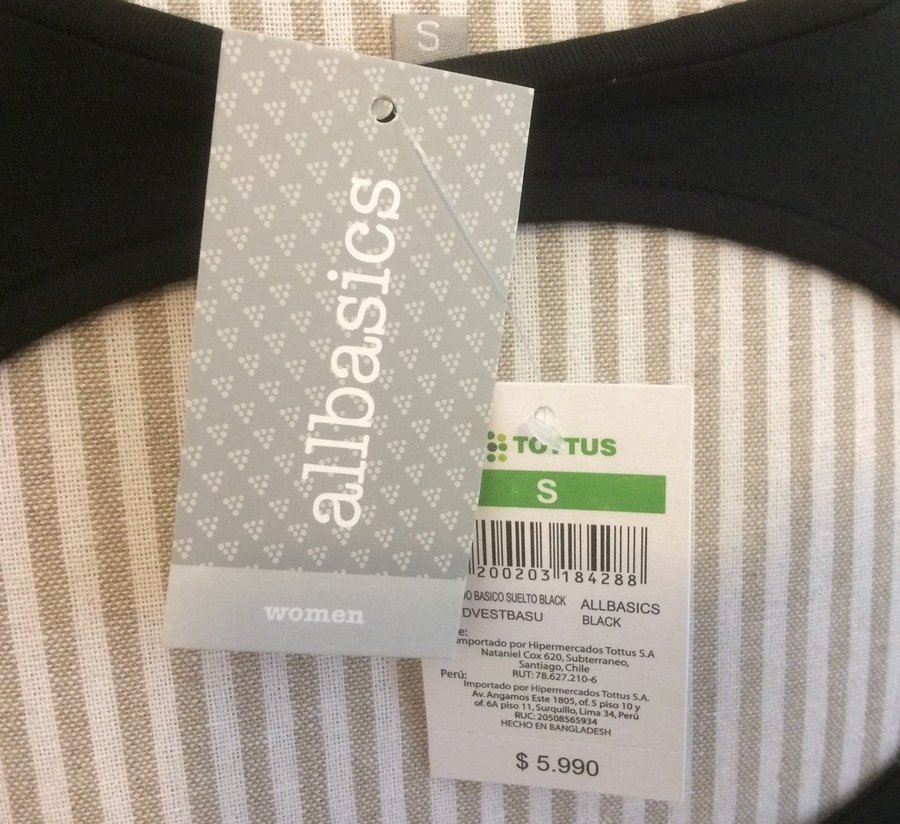 S
allbasics
women
TOTTUS
S
200203 184288
BASICO SUELTO BLACK
ALLBASICS
DVESTBASU
BLACK
Importado por Hipermercados Tottus S.A
Nataniel Cox 620, Subterraneo,
Santiago, Chile
RUT: 78.627.210-6
Perú:
Importado por Hipermercados Tottus S.A.
Av. Angamos Este 1805, of. 5 piso 10 y
of. 6A piso 11, Surquillo, Lima 34, Perú
RUC: 20508565934
HECHO EN BANGLADESH
$ 5.990